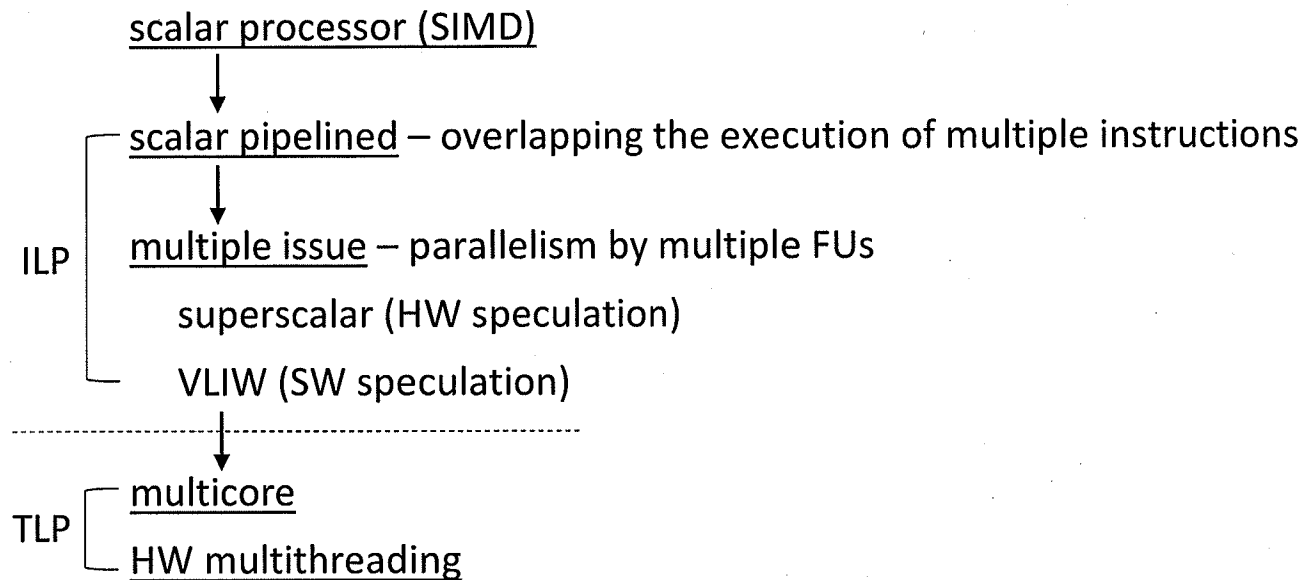 scalar processor (SIMD)
scalar pipelined – overlapping the execution of multiple instructions
ILP
multiple issue – parallelism by multiple FUs
superscalar (HW speculation)
VLIW (SW speculation)
multicore
TLP
HW multithreading